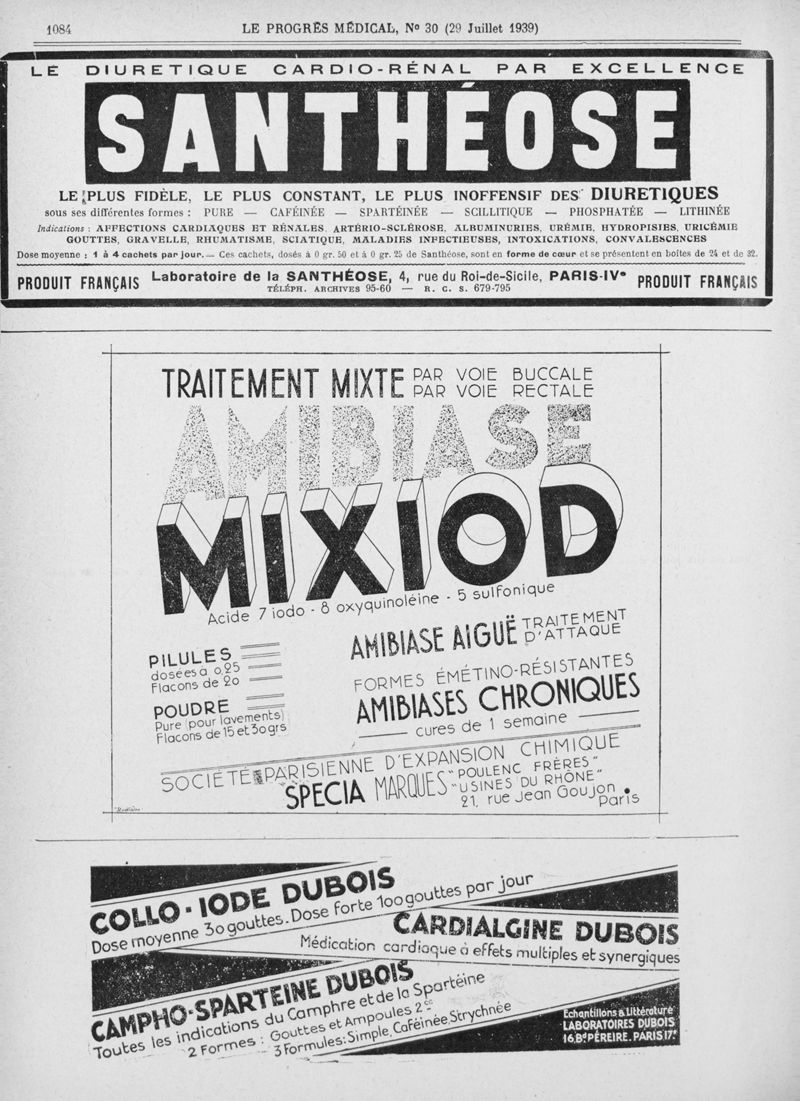 1084
LE PROGRÈS MÉDICAL, No 30 (29 Juillet 1939)
LE DIURETIQUE CARDIO-RÉNAL PAR EXCELLENCE
SANTHÉOSE
LE PLUS FIDÈLE, LE PLUS CONSTANT, LE PLUS INOFFENSIF DES DIURETIQUES
sous ses différentes formes : PURE — CAFÉINÉE — SPARTÉINÉE — SCILLITIQUE — PHOSPHATÉE — LITHINÉE
Indications : AFFECTIONS CARDIAQUES ET RÉNALES, ARTÉRIO-SCLÉROSE, ALBUMINURIES, URÉMIE, HYDROPISIES, URICÉMIE
GOUTTES, GRAVELLE, RHUMATISME, SCIATIQUE, MALADIES INFECTIEUSES, INTOXICATIONS, CONVALESCENCES
Dose moyenne : 1 à 4 cachets par jour.— Ces cachets, dosés à 0 gr. 50 et à 0 gr. 25 de Santhéose, sont en forme de cœur et se présentent en boîtes de 24 et de 32.
PRODUIT FRANÇAIS
Laboratoire de la SANTHÉOSE, 4, rue du Roi-de-Sicile, PARIS-IVe
TÉLÉPH. ARCHIVES 95-60 — R. C. S. 679-795
PRODUIT FRANÇAIS
TRAITEMENT MIXTE PAR VOIE BUCCALE
PAR VOIE RECTALE
AMIBIASE
MIXIOD
Acide 7 iodo - 8 oxyquinoléine - 5 sulfonique
PILULES
dosées à 0,25
Flacons de 20
POUDRE
Pure (pour lavements)
Flacons de 15 et 30 grs
AMIBIASE AIGUË TRAITEMENT
D'ATTAQUE
FORMES ÉMÉTINO-RÉSISTANTES
AMIBIASES CHRONIQUES
cures de 1 semaine
SOCIÉTÉ PARISIENNE D'EXPANSION CHIMIQUE
SPECIA MARQUES "POULENC FRÈRES"
"USINES DU RHÔNE"
21, rue Jean Goujon
Paris
COLLO-IODE DUBOIS
Dose moyenne 30 gouttes. Dose forte 100 gouttes par jour
CARDIALGINE DUBOIS
Médication cardiaque à effets multiples et synergiques
CAMPHO-SPARTEINE DUBOIS
Toutes les indications du Camphre et de la Spartéine
2 Formes : Gouttes et Ampoules 2cc
3 Formules: Simple, Caféinée, Strychnée
Echantillons & Littérature
LABORATOIRES DUBOIS
16, Bd PÉREIRE. PARIS 17e